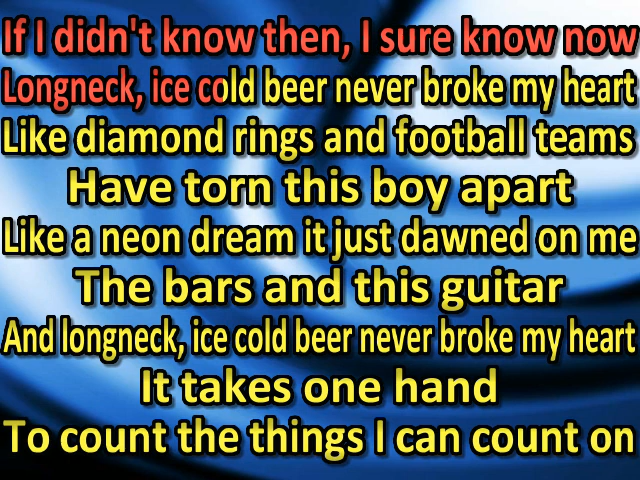 If I didn't know then, I sure know now
Longneck, ice cold beer never broke my heart
Like diamond rings and football teams
Have torn this boy apart
Like a neon dream it just dawned on me
The bars and this guitar
And longneck, ice cold beer never broke my heart
It takes one hand
To count the things I can count on